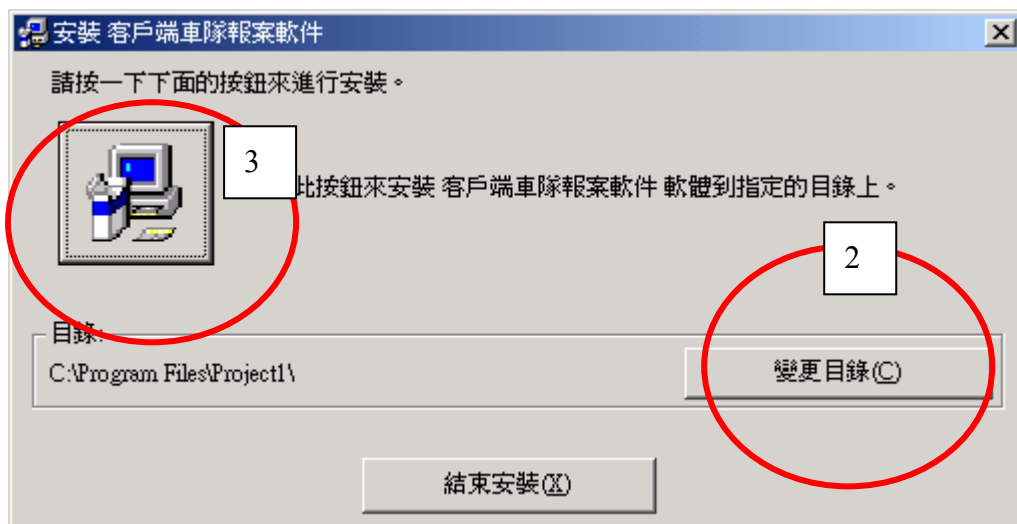 安裝 客戶端車隊報案軟件
請按一下下面的按鈕來進行安裝。
3
此按鈕來安裝 客戶端車隊報案軟件 軟體到指定的目錄上。
2
目錄:
C:\Program Files\Project1\
變更目錄(C)
結束安裝(X)